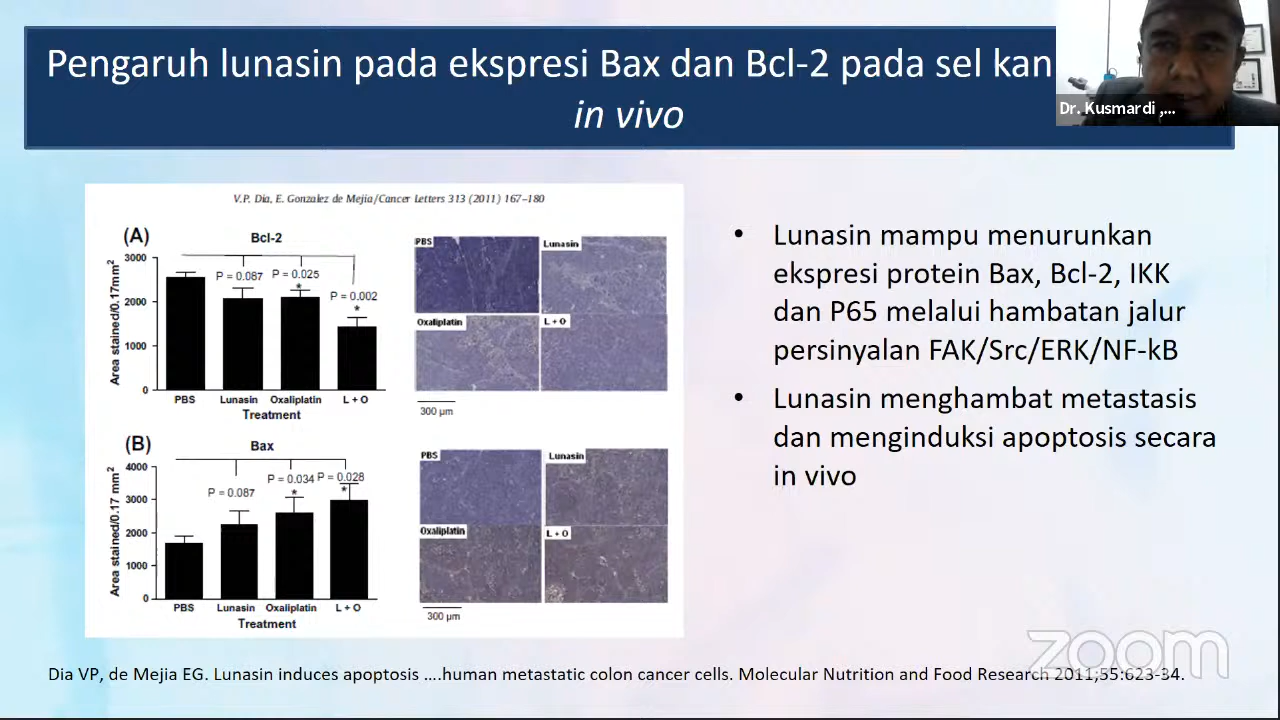 Pengaruh lunasin pada ekspresi Bax dan Bcl-2 pada sel kan
in vivo
Dr. Kusmardi ,...
V.P. Dia, E. Gonzalez de Mejia/Cancer Letters 313 (2011) 167–180
(A)
Bcl-2
Area stained/0.17mm²
3000
2000
1000
0
P = 0.087
P = 0.025
*
P = 0.002
*
PBS
Lunasin
Oxaliplatin
L + O
Treatment
PBS
Lunasin
Oxaliplatin
L + O
300 µm
(B)
Bax
Area stained/0.17 mm²
4000
3000
2000
1000
0
P = 0.087
P = 0.034
*
P = 0.028
*
PBS
Lunasin
Oxaliplatin
L + O
Treatment
PBS
Lunasin
Oxaliplatin
L + O
300 µm
• Lunasin mampu menurunkan
ekspresi protein Bax, Bcl-2, IKK
dan P65 melalui hambatan jalur
persinyalan FAK/Src/ERK/NF-kB
• Lunasin menghambat metastasis
dan menginduksi apoptosis secara
in vivo
zoom
Dia VP, de Mejia EG. Lunasin induces apoptosis ....human metastatic colon cancer cells. Molecular Nutrition and Food Research 2011;55:623-34.